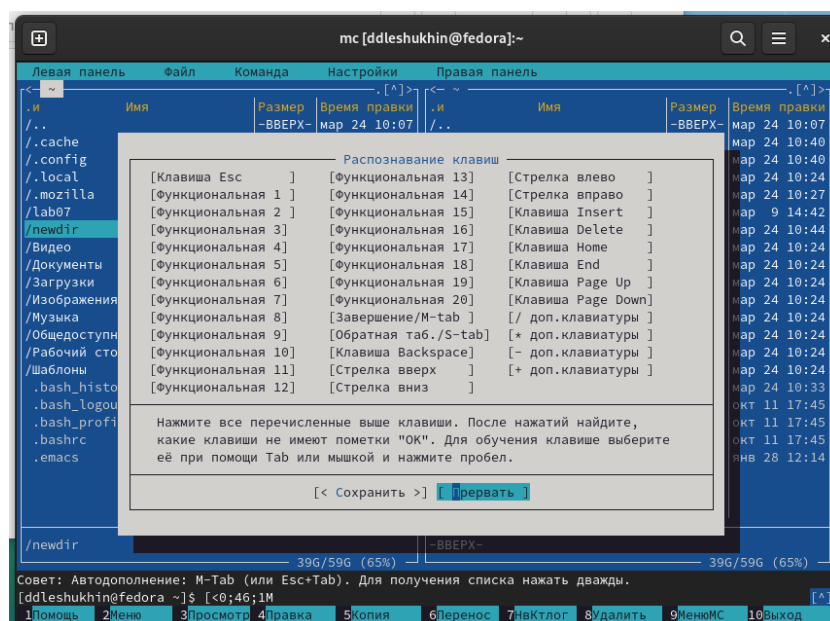 mc [ddleshukhin@fedora]:~
Левая панель Файл Команда Настройки Правая панель
<— ~ .[^]> <— ~ .[^]>
.и Имя Размер Время правки .и Имя Размер Время правки
/.. -ВВЕРХ- мар 24 10:07 /.. -ВВЕРХ- мар 24 10:07
/.cache мар 24 10:40
/.config Распознавание клавиш мар 24 10:40
/.local [Клавиша Esc ] [Функциональная 13] [Стрелка влево ] мар 24 10:24
/.mozilla [Функциональная 1 ] [Функциональная 14] [Стрелка вправо ] мар 24 10:27
/lab07 [Функциональная 2 ] [Функциональная 15] [Клавиша Insert ] мар 9 14:42
/newdir [Функциональная 3] [Функциональная 16] [Клавиша Delete ] мар 24 10:44
/Видео [Функциональная 4] [Функциональная 17] [Клавиша Home ] мар 24 10:24
/Документы [Функциональная 5] [Функциональная 18] [Клавиша End ] мар 24 10:24
/Загрузки [Функциональная 6] [Функциональная 19] [Клавиша Page Up ] мар 24 10:24
/Изображения [Функциональная 7] [Функциональная 20] [Клавиша Page Down] мар 24 10:24
/Музыка [Функциональная 8] [Завершение/M-tab ] [/ доп.клавиатуры ] мар 24 10:24
/Общедоступн [Функциональная 9] [Обратная таб./S-tab] [* доп.клавиатуры ] мар 24 10:24
/Рабочий сто [Функциональная 10] [Клавиша Backspace] [- доп.клавиатуры ] мар 24 10:24
/Шаблоны [Функциональная 11] [Стрелка вверх ] [+ доп.клавиатуры ] мар 24 10:24
.bash_histo [Функциональная 12] [Стрелка вниз ] мар 24 10:33
.bash_logou окт 11 17:45
.bash_profi Нажмите все перечисленные выше клавиши. После нажатий найдите, окт 11 17:45
.bashrc какие клавиши не имеют пометки "OK". Для обучения клавише выберите окт 11 17:45
.emacs её при помощи Tab или мышкой и нажмите пробел. янв 28 12:14
[< Сохранить >] [ Прервать ]
/newdir -ВВЕРХ-
39G/59G (65%) 39G/59G (65%)
Совет: Автодополнение: M-Tab (или Esc+Tab). Для получения списка нажать дважды.
[ddleshukhin@fedora ~]$ [<0;46;1M [^]
1Помощь 2Меню 3Просмотр 4Правка 5Копия 6Перенос 7НвКтлог 8Удалить 9МенюMC 10Выход